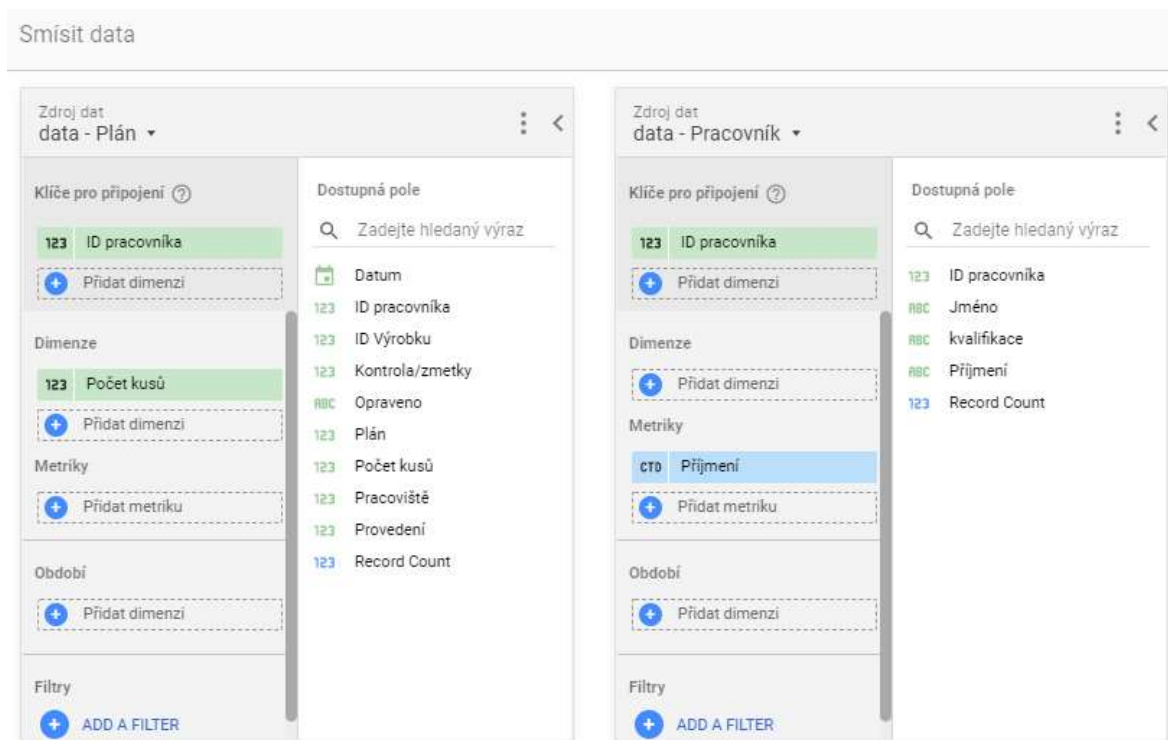 Smísit data
Zdroj dat
data - Plán
Klíče pro připojení
123 ID pracovníka
Přidat dimenzi
Dimenze
123 Počet kusů
Přidat dimenzi
Metriky
Přidat metriku
Období
Přidat dimenzi
Filtry
ADD A FILTER
Dostupná pole
Zadejte hledaný výraz
Datum
123 ID pracovníka
123 ID Výrobku
123 Kontrola/zmetky
ABC Opraveno
123 Plán
123 Počet kusů
123 Pracoviště
123 Provedení
123 Record Count
Zdroj dat
data - Pracovník
Klíče pro připojení
123 ID pracovníka
Přidat dimenzi
Dimenze
Přidat dimenzi
Metriky
CTD Příjmení
Přidat metriku
Období
Přidat dimenzi
Filtry
ADD A FILTER
Dostupná pole
Zadejte hledaný výraz
123 ID pracovníka
ABC Jméno
ABC kvalifikace
ABC Příjmení
123 Record Count